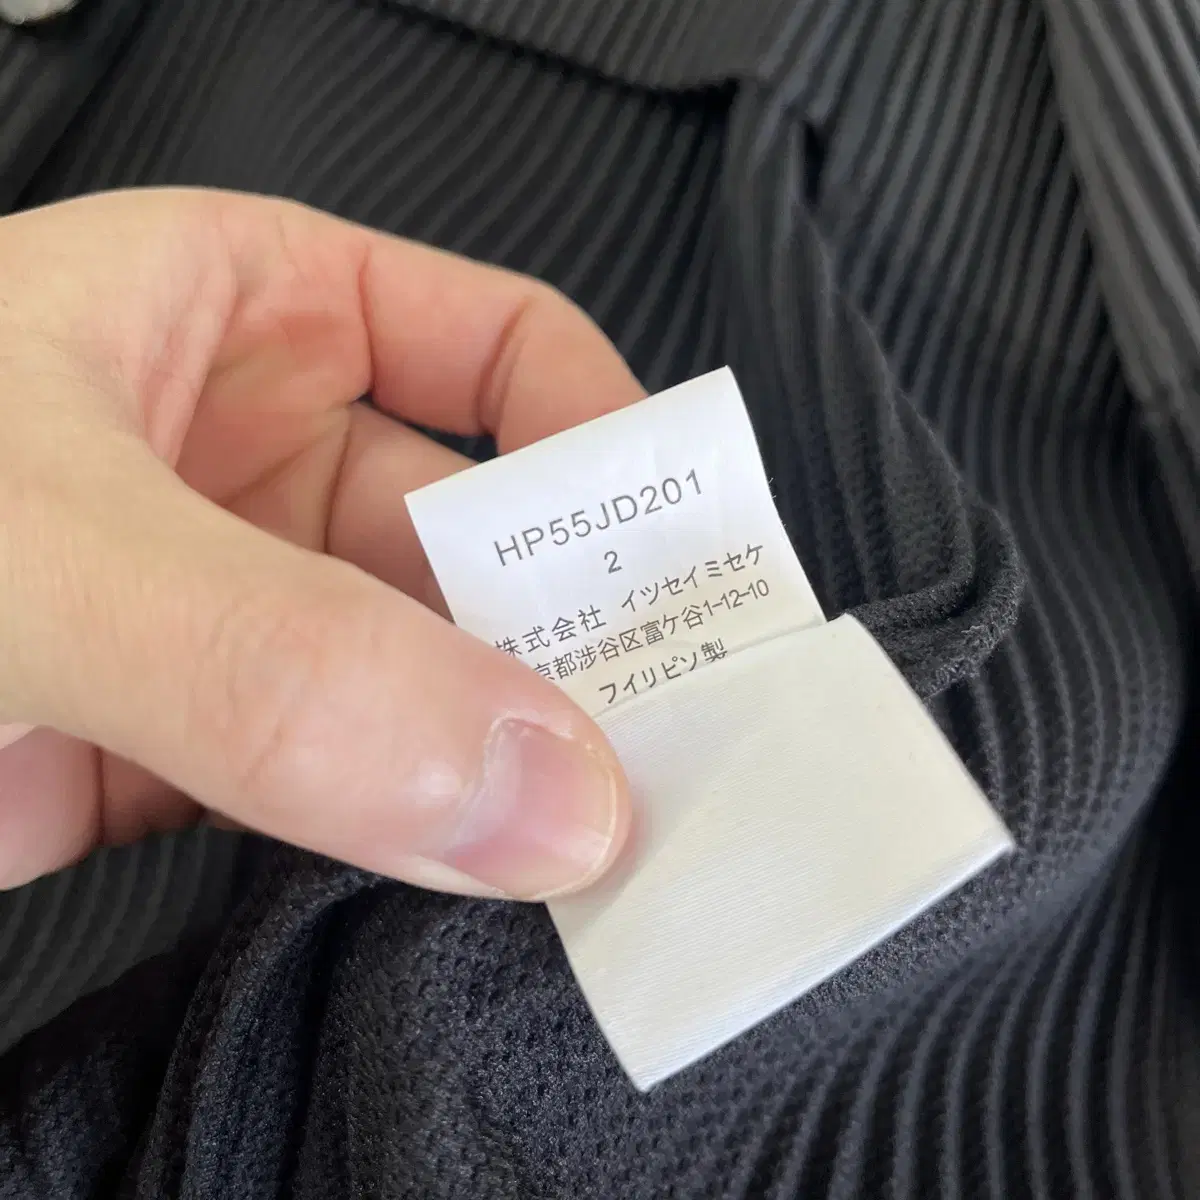 HP55JD201
2
株式会社 イツセイミヤケ
京都渋谷区富ケ谷1-12-10
フイリピン製